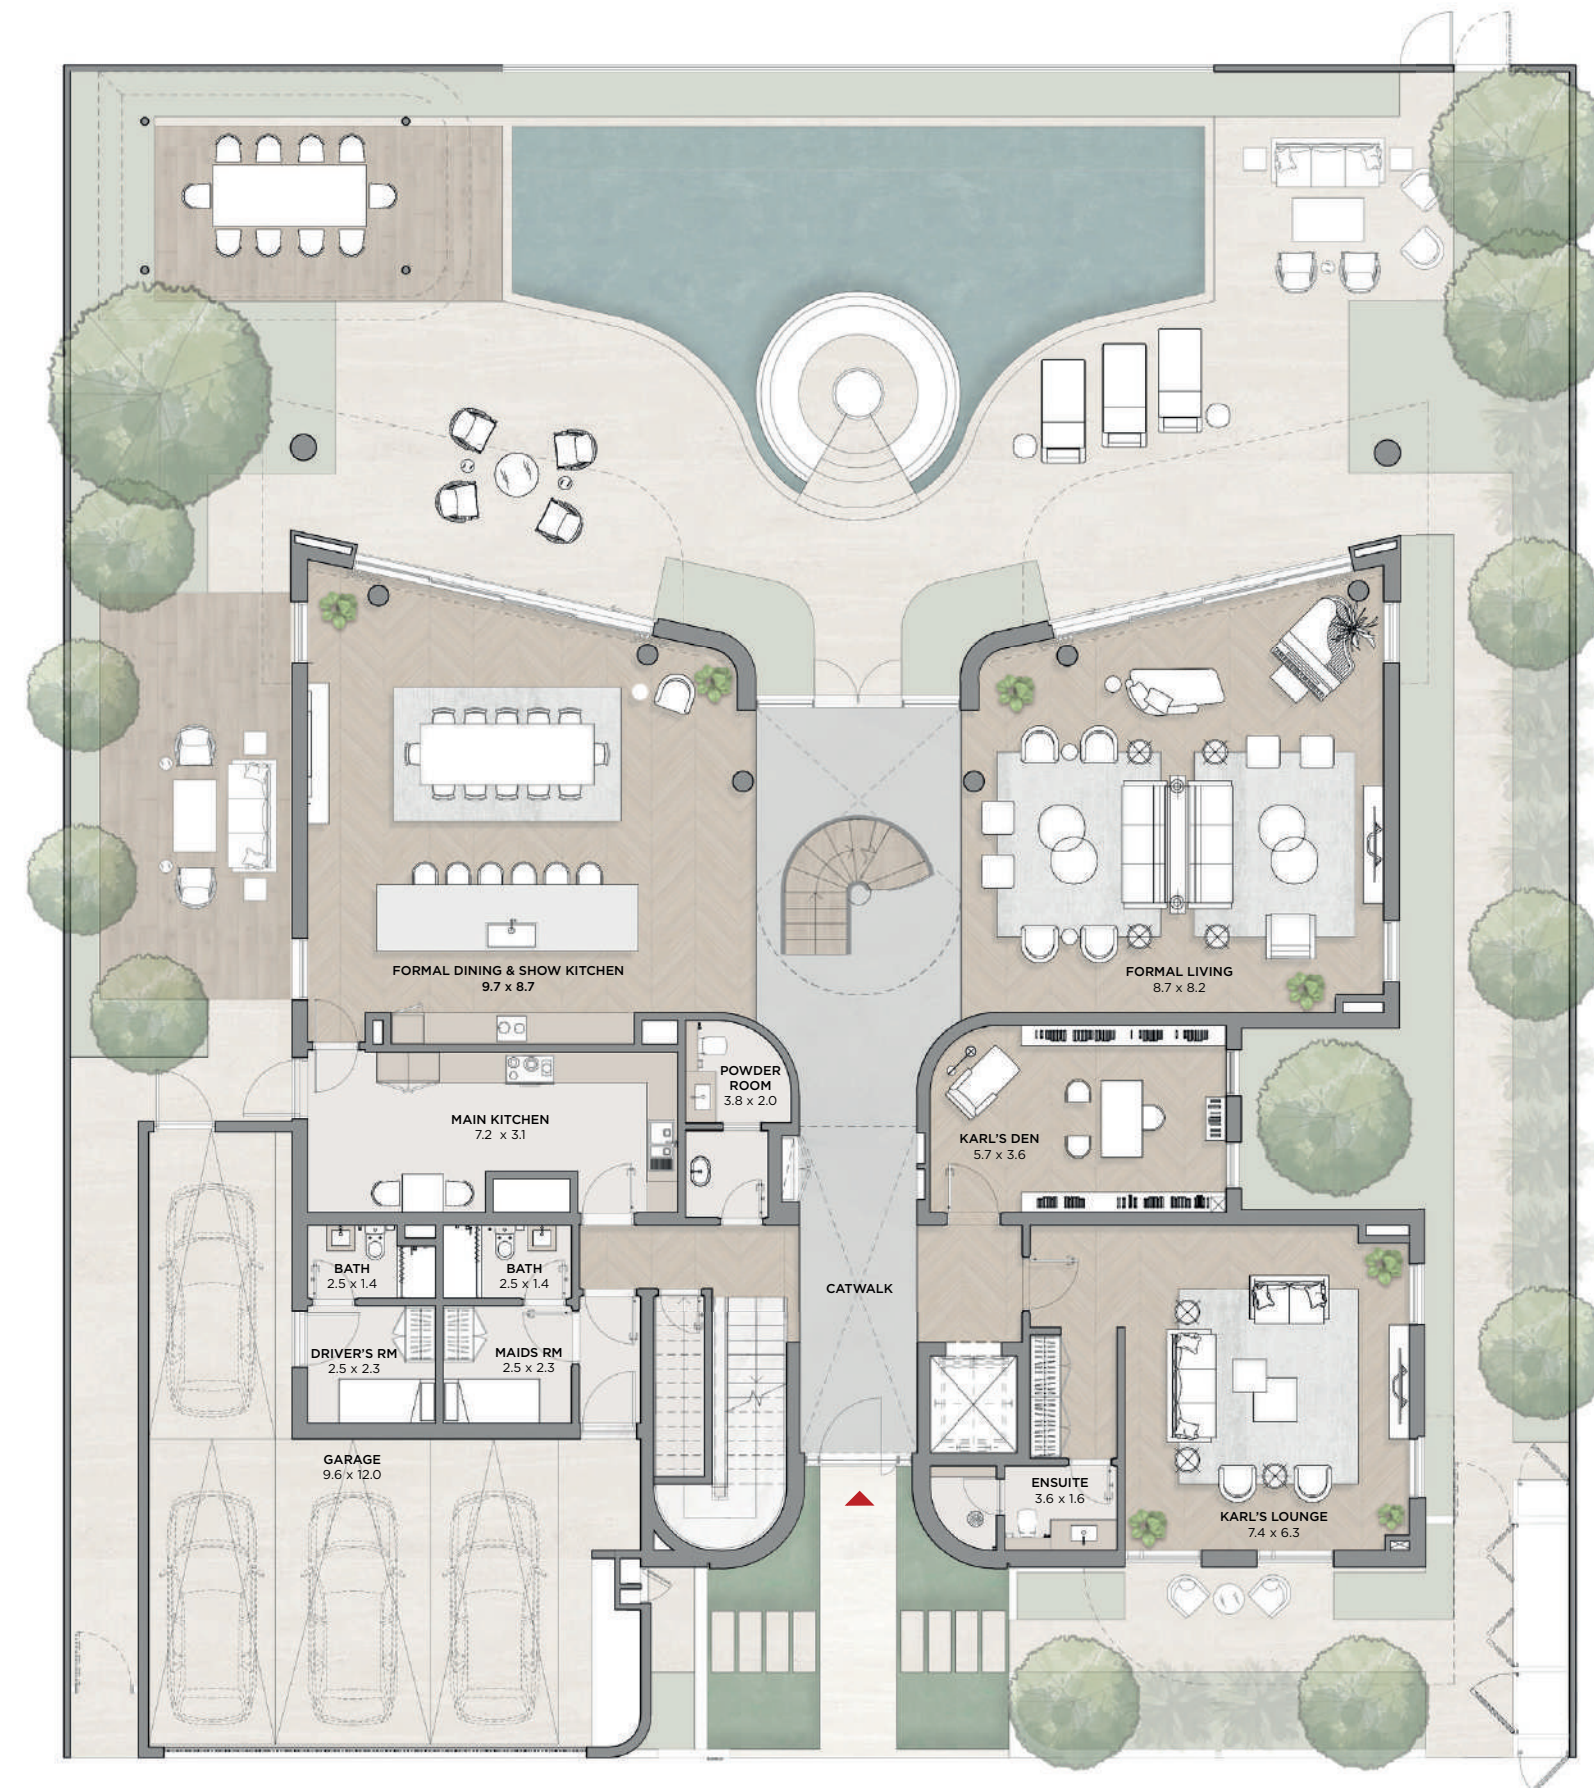 FORMAL DINING & SHOW KITCHEN
9.7 x 8.7
FORMAL LIVING
8.7 x 8.2
POWDER
ROOM
3.8 x 2.0
MAIN KITCHEN
7.2 x 3.1
KARL'S DEN
5.7 x 3.6
BATH
2.5 x 1.4
BATH
2.5 x 1.4
CATWALK
DRIVER'S RM
2.5 x 2.3
MAIDS RM
2.5 x 2.3
GARAGE
9.6 x 12.0
ENSUITE
3.6 x 1.6
KARL'S LOUNGE
7.4 x 6.3